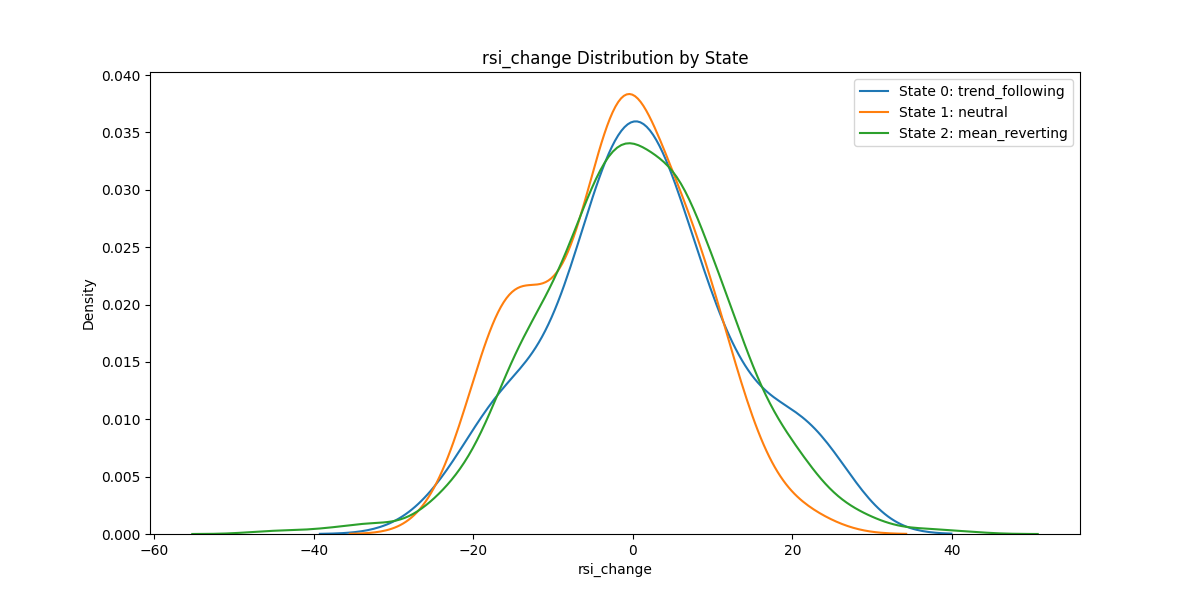 rsi_change Distribution by State
State 0: trend_following
State 1: neutral
State 2: mean_reverting
Density
0.040
0.035
0.030
0.025
0.020
0.015
0.010
0.005
0.000
−60
−40
−20
0
20
40
rsi_change